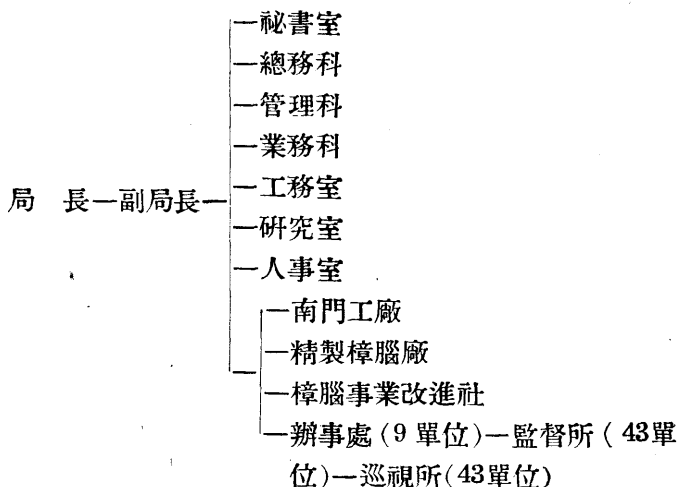 祕書室
總務科
管理科
業務科
局　長—副局長—工務室
研究室
人事室
南門工廠
精製樟腦廠
樟腦事業改進社
辦事處(9單位)—監督所(43單
位)—巡視所(43單位)